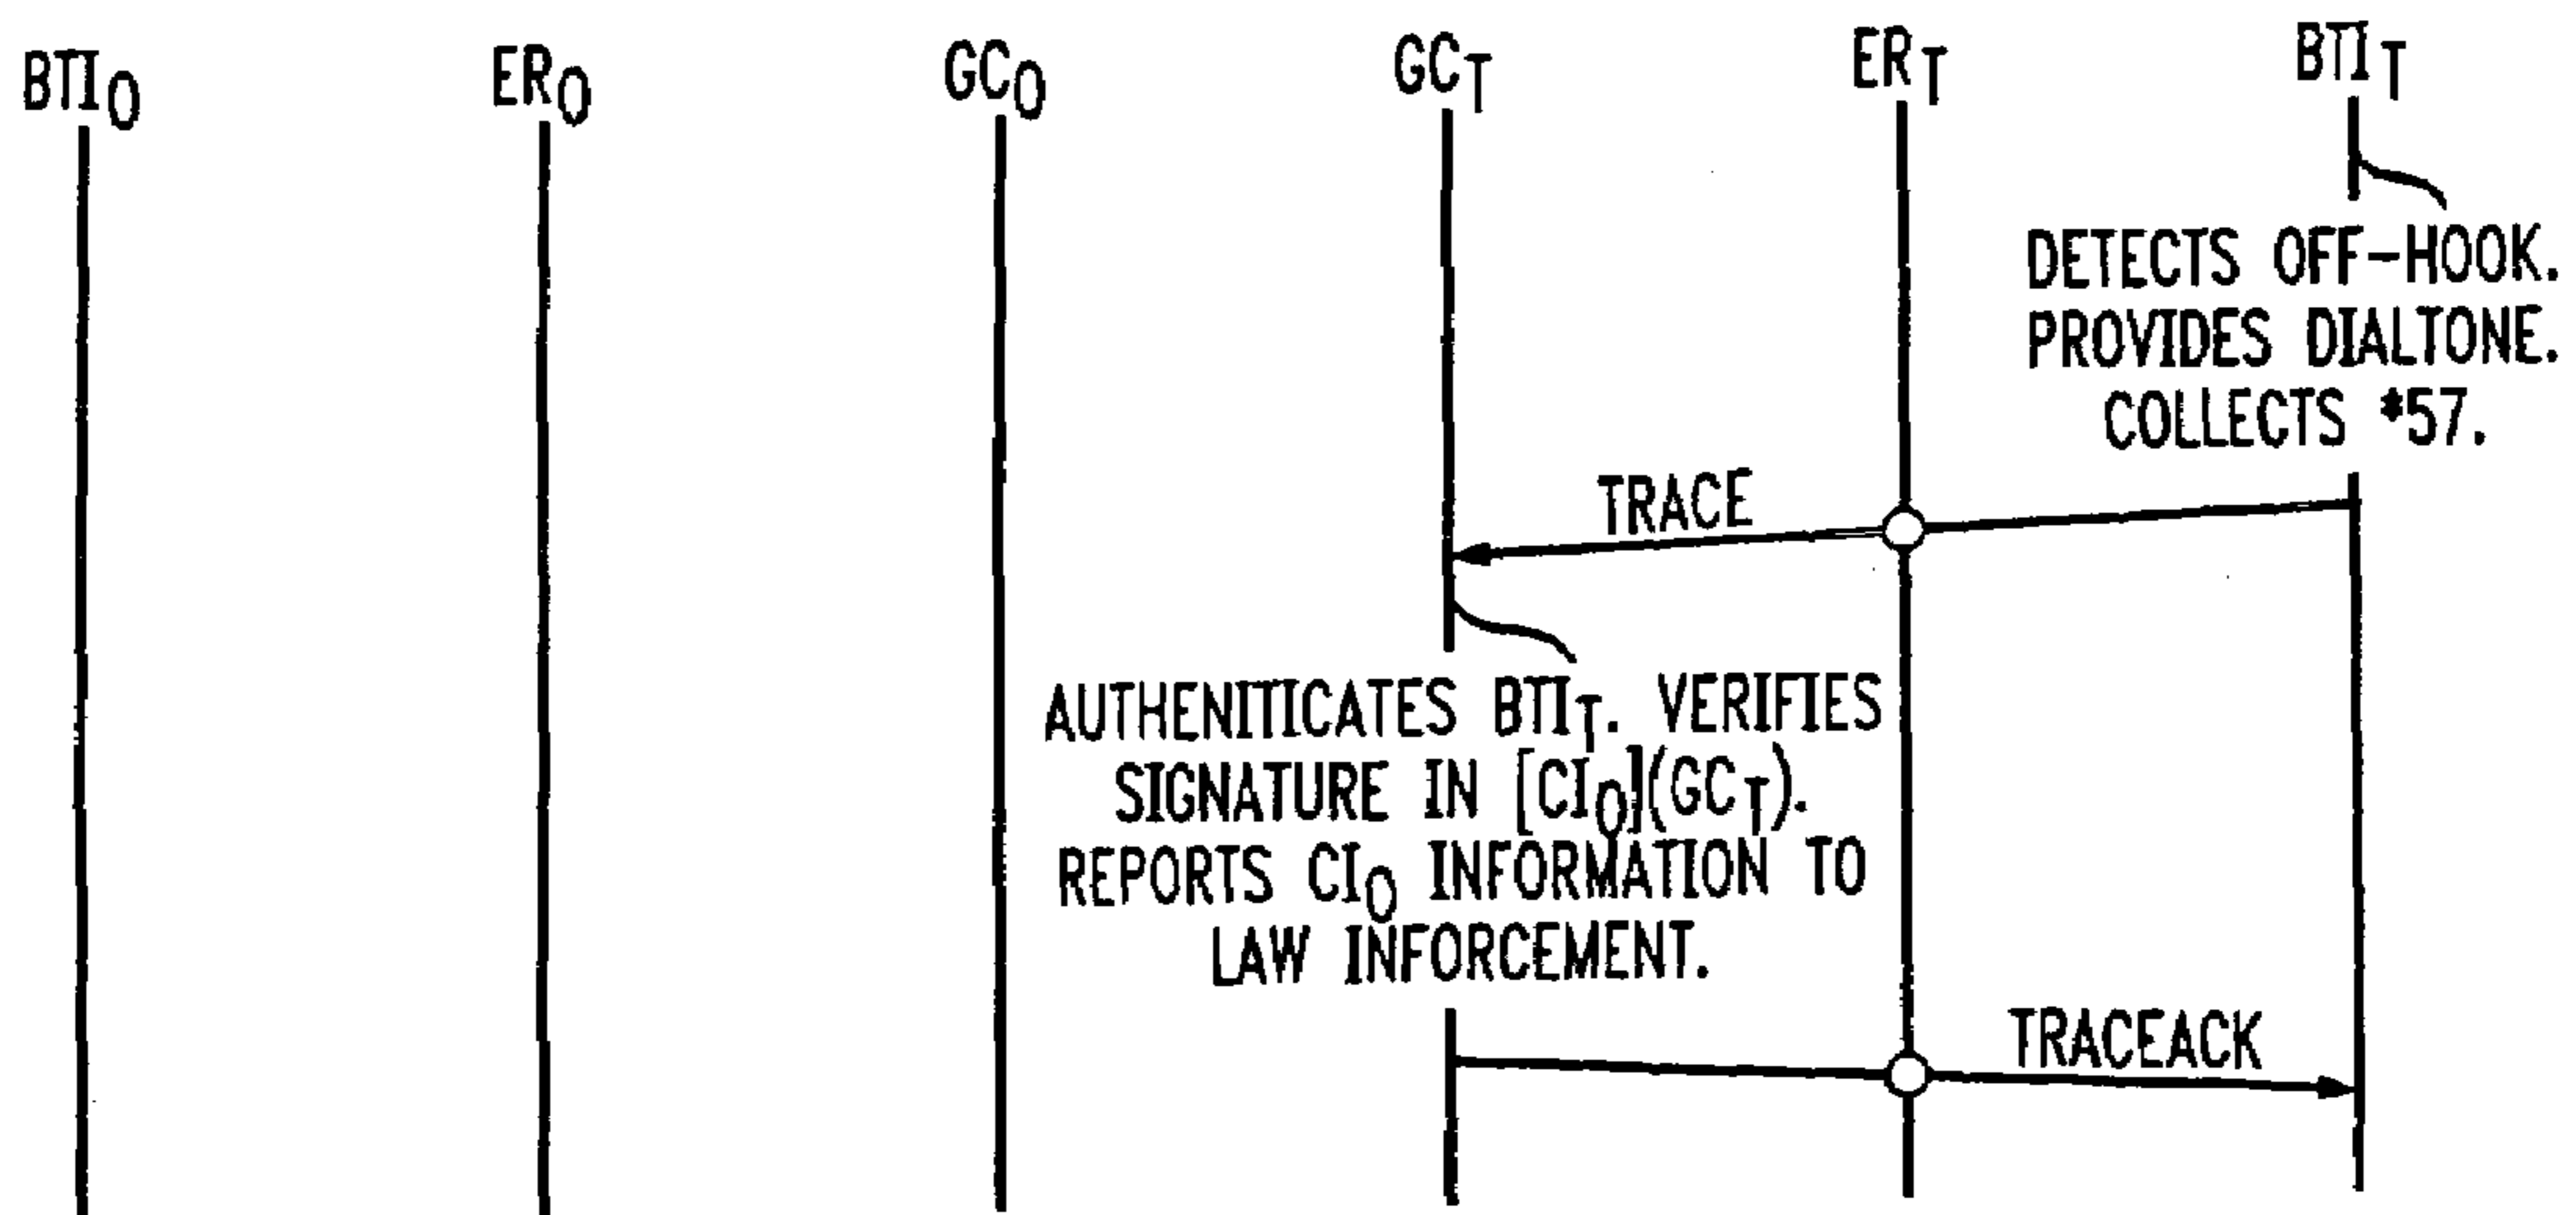 BTIO ERO GCO GCT ERT BTIT
DETECTS OFF-HOOK.
PROVIDES DIALTONE.
COLLECTS *57.
TRACE
AUTHENITICATES BTIT. VERIFIES
SIGNATURE IN [CIO](GCT).
REPORTS CIO INFORMATION TO
LAW INFORCEMENT.
TRACEACK